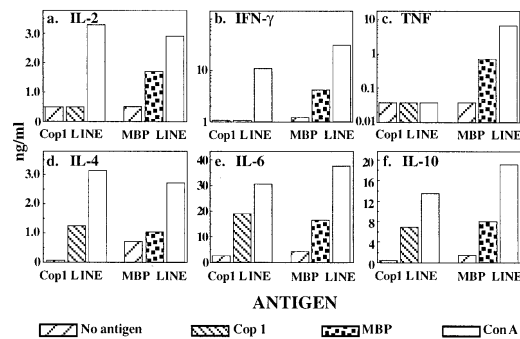 a. IL-2
b. IFN-γ
c. TNF
3.0
2.0
1.0
0.0
10
1
10
1
0.1
0.01
Cop1 LINE MBP LINE
Cop1 LINE MBP LINE
Cop1 LINE MBP LINE
ng/ml
d. IL-4
e. IL-6
f. IL-10
3.0
2.0
1.0
0.0
40
30
20
10
0
20
16
12
8
4
0
Cop1 LINE MBP LINE
Cop1 LINE MBP LINE
Cop1 LINE MBP LINE
ANTIGEN
No antigen
Cop 1
MBP
Con A